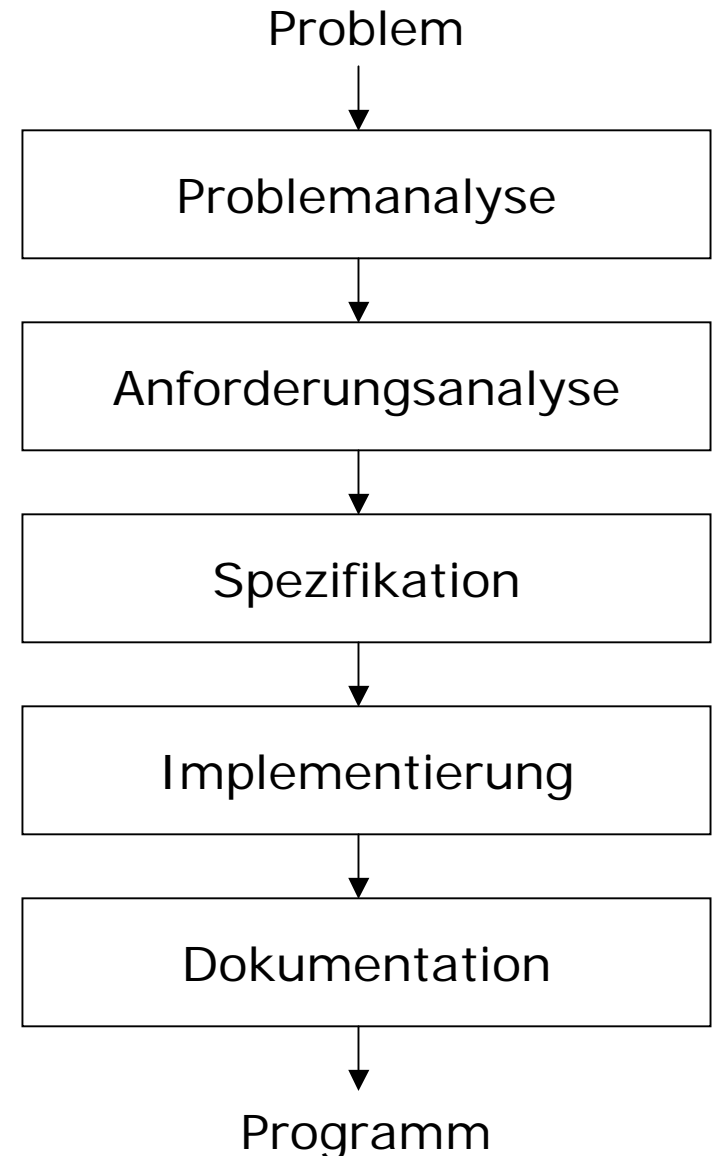 Problem
Problemanalyse
Anforderungsanalyse
Spezifikation
Implementierung
Dokumentation
Programm